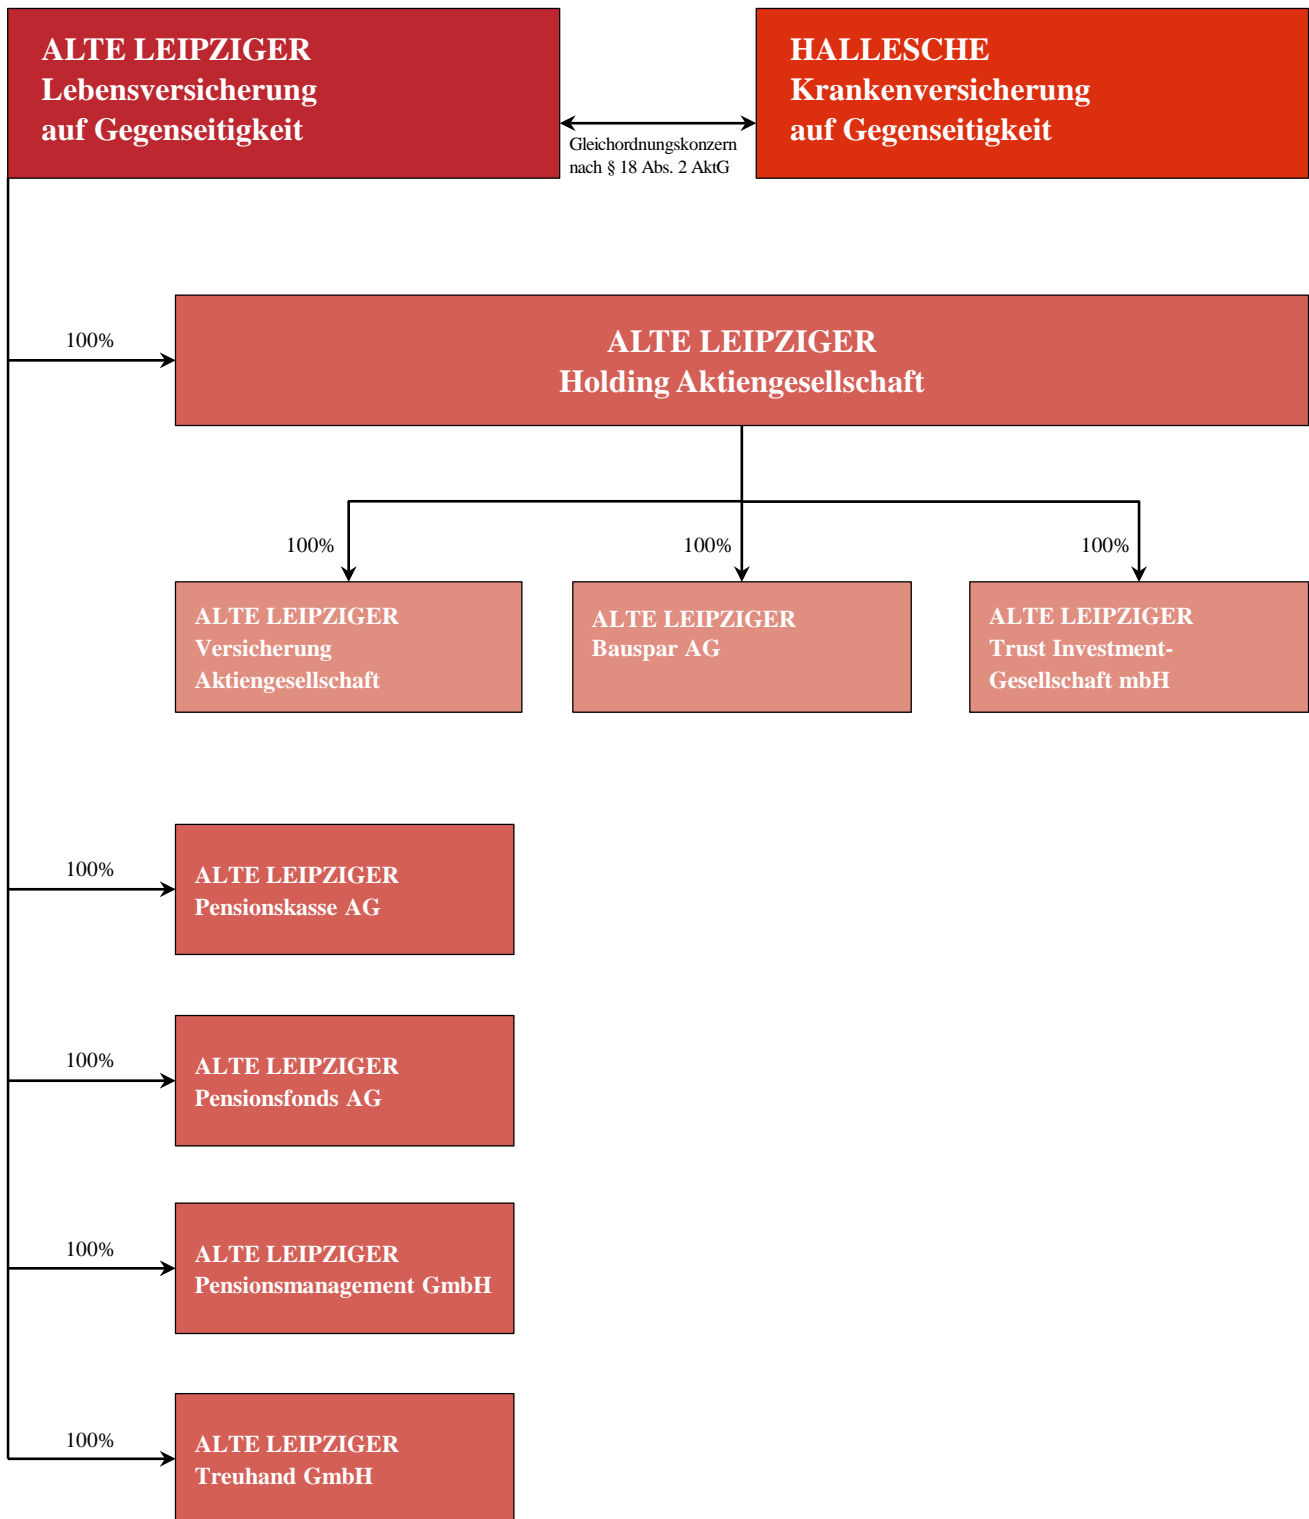 ALTE LEIPZIGER
Lebensversicherung
auf Gegenseitigkeit
Gleichordnungskonzern
nach § 18 Abs. 2 AktG
HALLESCHE
Krankenversicherung
auf Gegenseitigkeit
100%
ALTE LEIPZIGER
Holding Aktiengesellschaft
100%
100%
100%
ALTE LEIPZIGER
Versicherung
Aktiengesellschaft
ALTE LEIPZIGER
Bauspar AG
ALTE LEIPZIGER
Trust Investment-
Gesellschaft mbH
100%
ALTE LEIPZIGER
Pensionskasse AG
100%
ALTE LEIPZIGER
Pensionsfonds AG
100%
ALTE LEIPZIGER
Pensionsmanagement GmbH
100%
ALTE LEIPZIGER
Treuhand GmbH